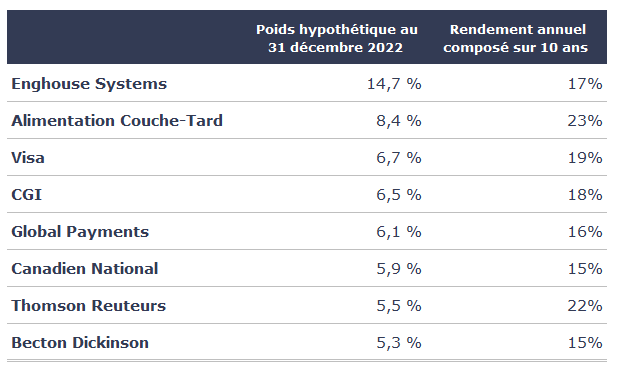 Poids hypothétique au
31 décembre 2022
Rendement annuel
composé sur 10 ans
Enghouse Systems 14,7 % 17%
Alimentation Couche-Tard 8,4 % 23%
Visa 6,7 % 19%
CGI 6,5 % 18%
Global Payments 6,1 % 16%
Canadien National 5,9 % 15%
Thomson Reuteurs 5,5 % 22%
Becton Dickinson 5,3 % 15%